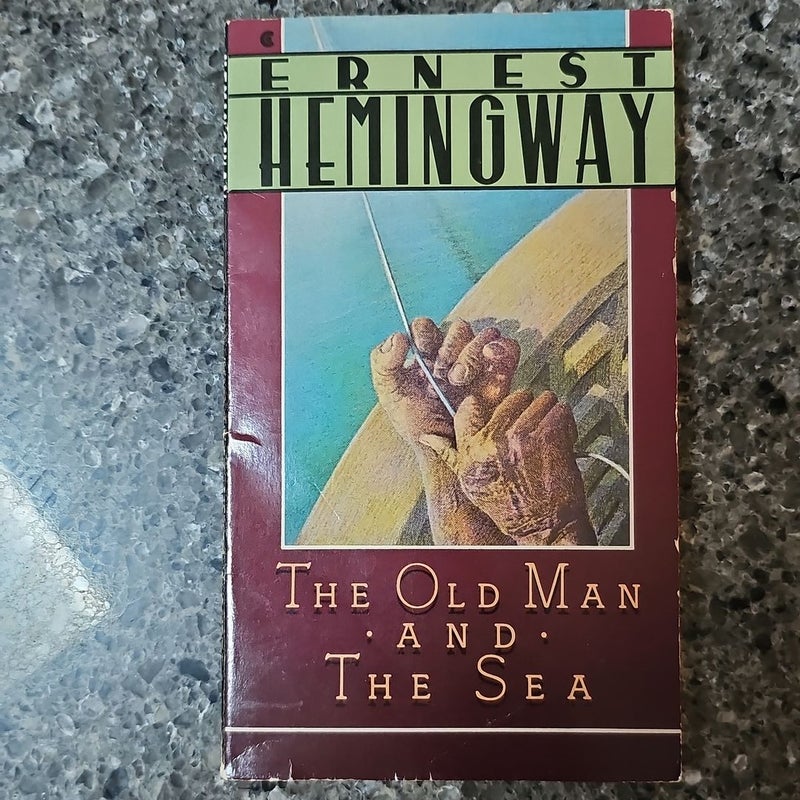 ERNEST
HEMINGWAY
THE OLD MAN
· AND ·
THE SEA